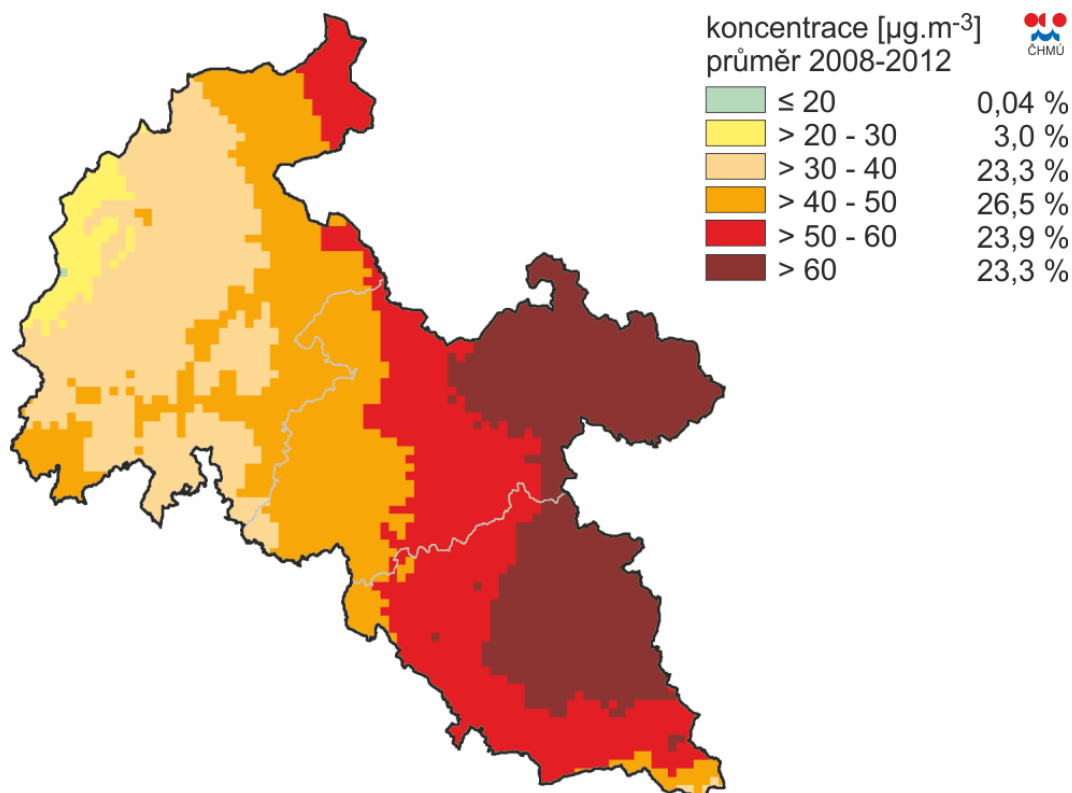 koncentrace [µg.m-3]
průměr 2008-2012
ČHMÚ
≤ 20 0,04 %
> 20 - 30 3,0 %
> 30 - 40 23,3 %
> 40 - 50 26,5 %
> 50 - 60 23,9 %
> 60 23,3 %